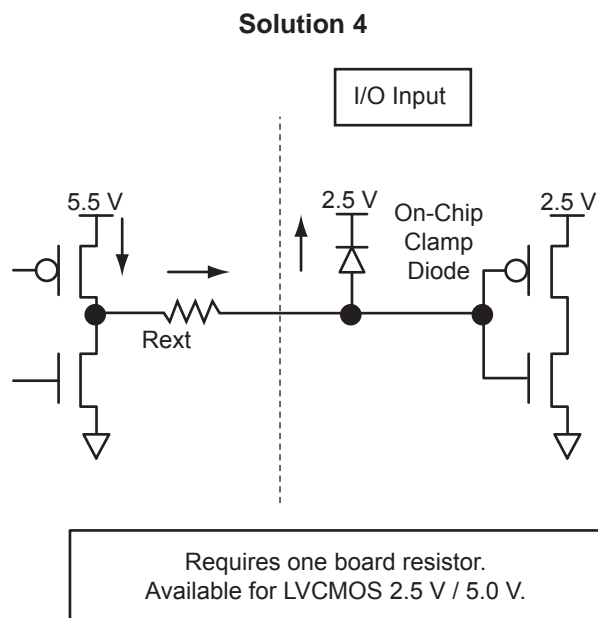 Solution 4
I/O Input
5.5 V
2.5 V
On-Chip
Clamp
Diode
2.5 V
Rext
Requires one board resistor.
Available for LVCMOS 2.5 V / 5.0 V.